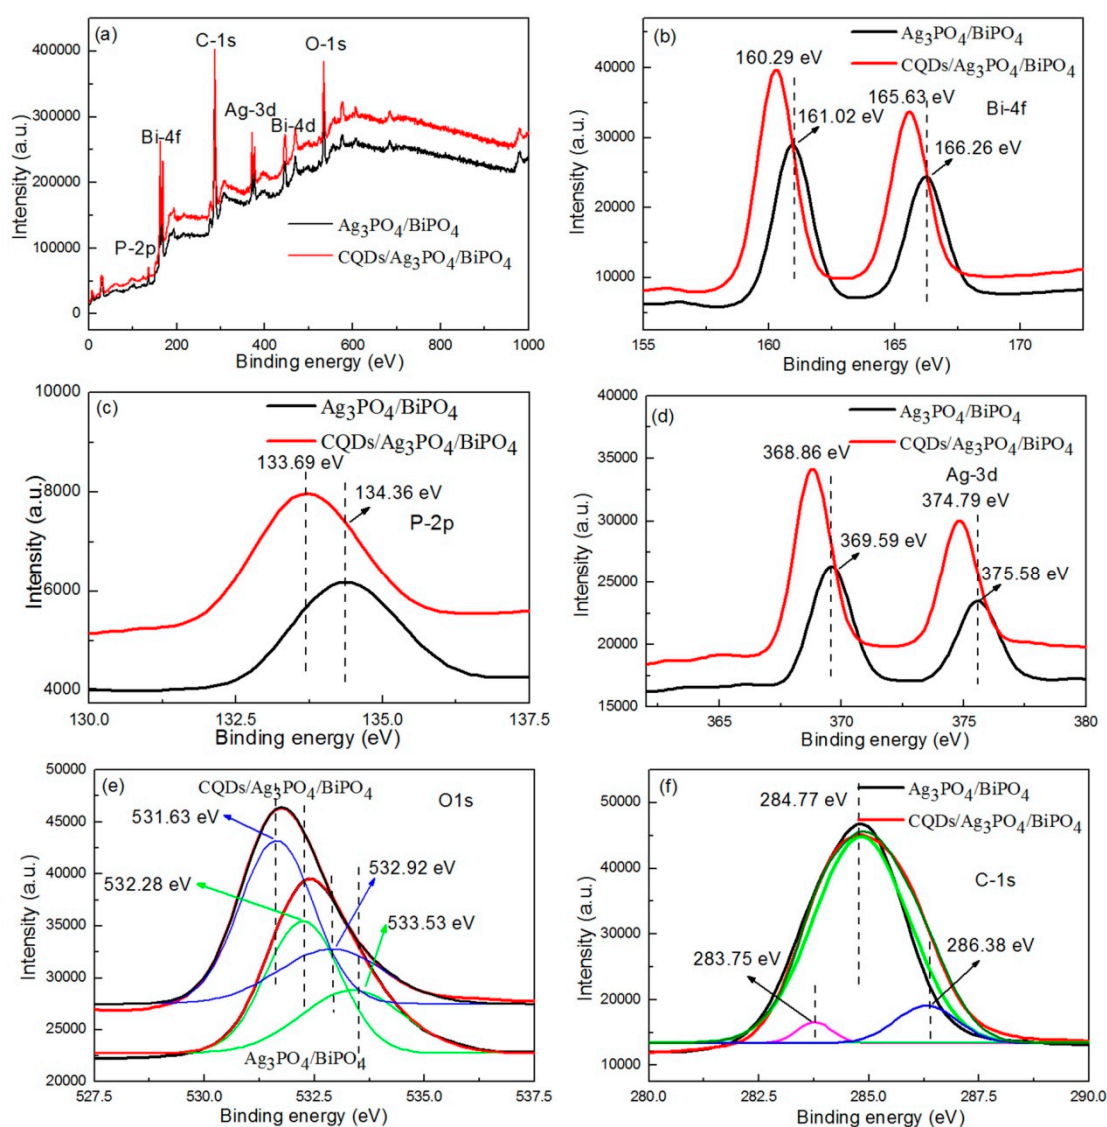 (a)
C-1s
O-1s
Ag-3d
Bi-4d
Bi-4f
P-2p
Ag3PO4/BiPO4
CQDs/Ag3PO4/BiPO4
400000
300000
200000
100000
0
Intensity (a.u.)
0 200 400 600 800 1000
Binding energy (eV)
(b)
Ag3PO4/BiPO4
CQDs/Ag3PO4/BiPO4
160.29 eV
165.63 eV
Bi-4f
161.02 eV
166.26 eV
40000
30000
20000
10000
Intensity (a.u.)
155 160 165 170
Binding energy (eV)
(c)
Ag3PO4/BiPO4
CQDs/Ag3PO4/BiPO4
133.69 eV
134.36 eV
P-2p
10000
8000
6000
4000
Intensity (a.u.)
130.0 132.5 135.0 137.5
Binding energy (eV)
(d)
Ag3PO4/BiPO4
CQDs/Ag3PO4/BiPO4
368.86 eV
Ag-3d
374.79 eV
369.59 eV
375.58 eV
40000
35000
30000
25000
20000
15000
Intensity (a.u.)
365 370 375 380
Binding energy (eV)
(e)
CQDs/Ag3PO4/BiPO4
O1s
531.63 eV
532.28 eV
532.92 eV
533.53 eV
Ag3PO4/BiPO4
50000
45000
40000
35000
30000
25000
20000
Intensity (a.u.)
527.5 530.0 532.5 535.0 537.5
Binding energy (eV)
(f)
284.77 eV
Ag3PO4/BiPO4
CQDs/Ag3PO4/BiPO4
C-1s
283.75 eV
286.38 eV
50000
40000
30000
20000
10000
Intensity (a.u.)
280.0 282.5 285.0 287.5 290.0
Binding energy (eV)